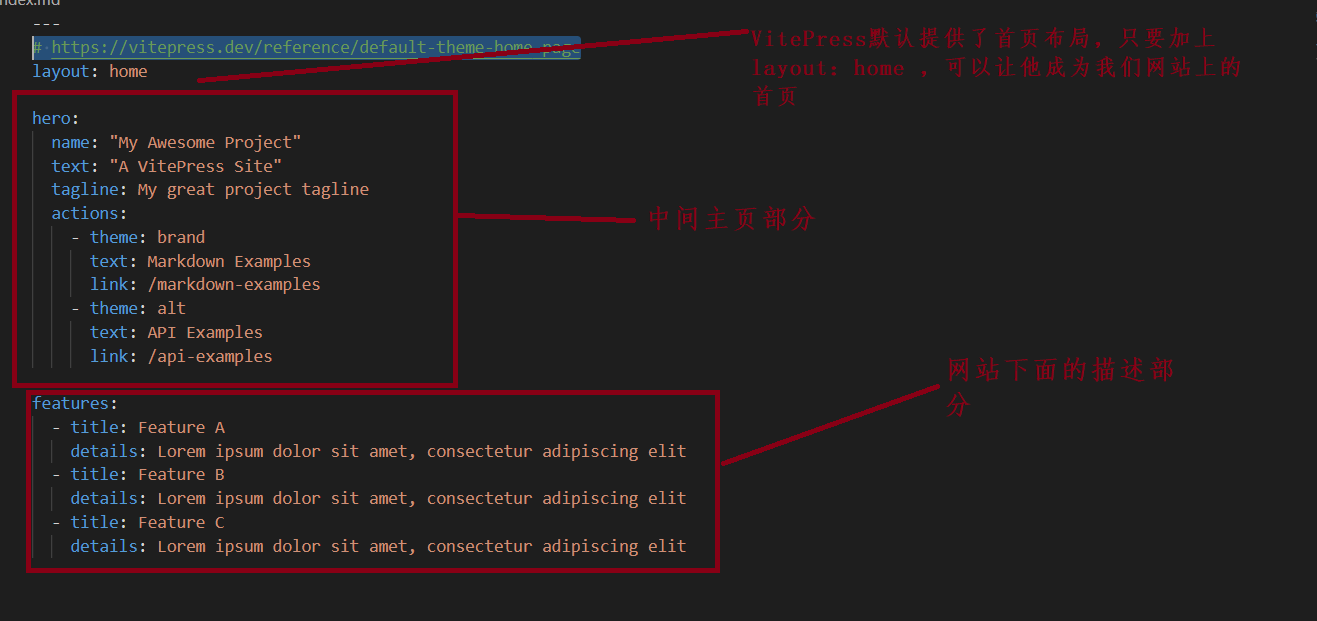 index.md
---
# https://vitepress.dev/reference/default-theme-home-page
layout: home
VitePress默认提供了首页布局，只要加上
layout：home ，可以让他成为我们网站上的
首页
hero:
name: "My Awesome Project"
text: "A VitePress Site"
tagline: My great project tagline
actions:
- theme: brand
text: Markdown Examples
link: /markdown-examples
- theme: alt
text: API Examples
link: /api-examples
中间主页部分
features:
- title: Feature A
details: Lorem ipsum dolor sit amet, consectetur adipiscing elit
- title: Feature B
details: Lorem ipsum dolor sit amet, consectetur adipiscing elit
- title: Feature C
details: Lorem ipsum dolor sit amet, consectetur adipiscing elit
网站下面的描述部
分